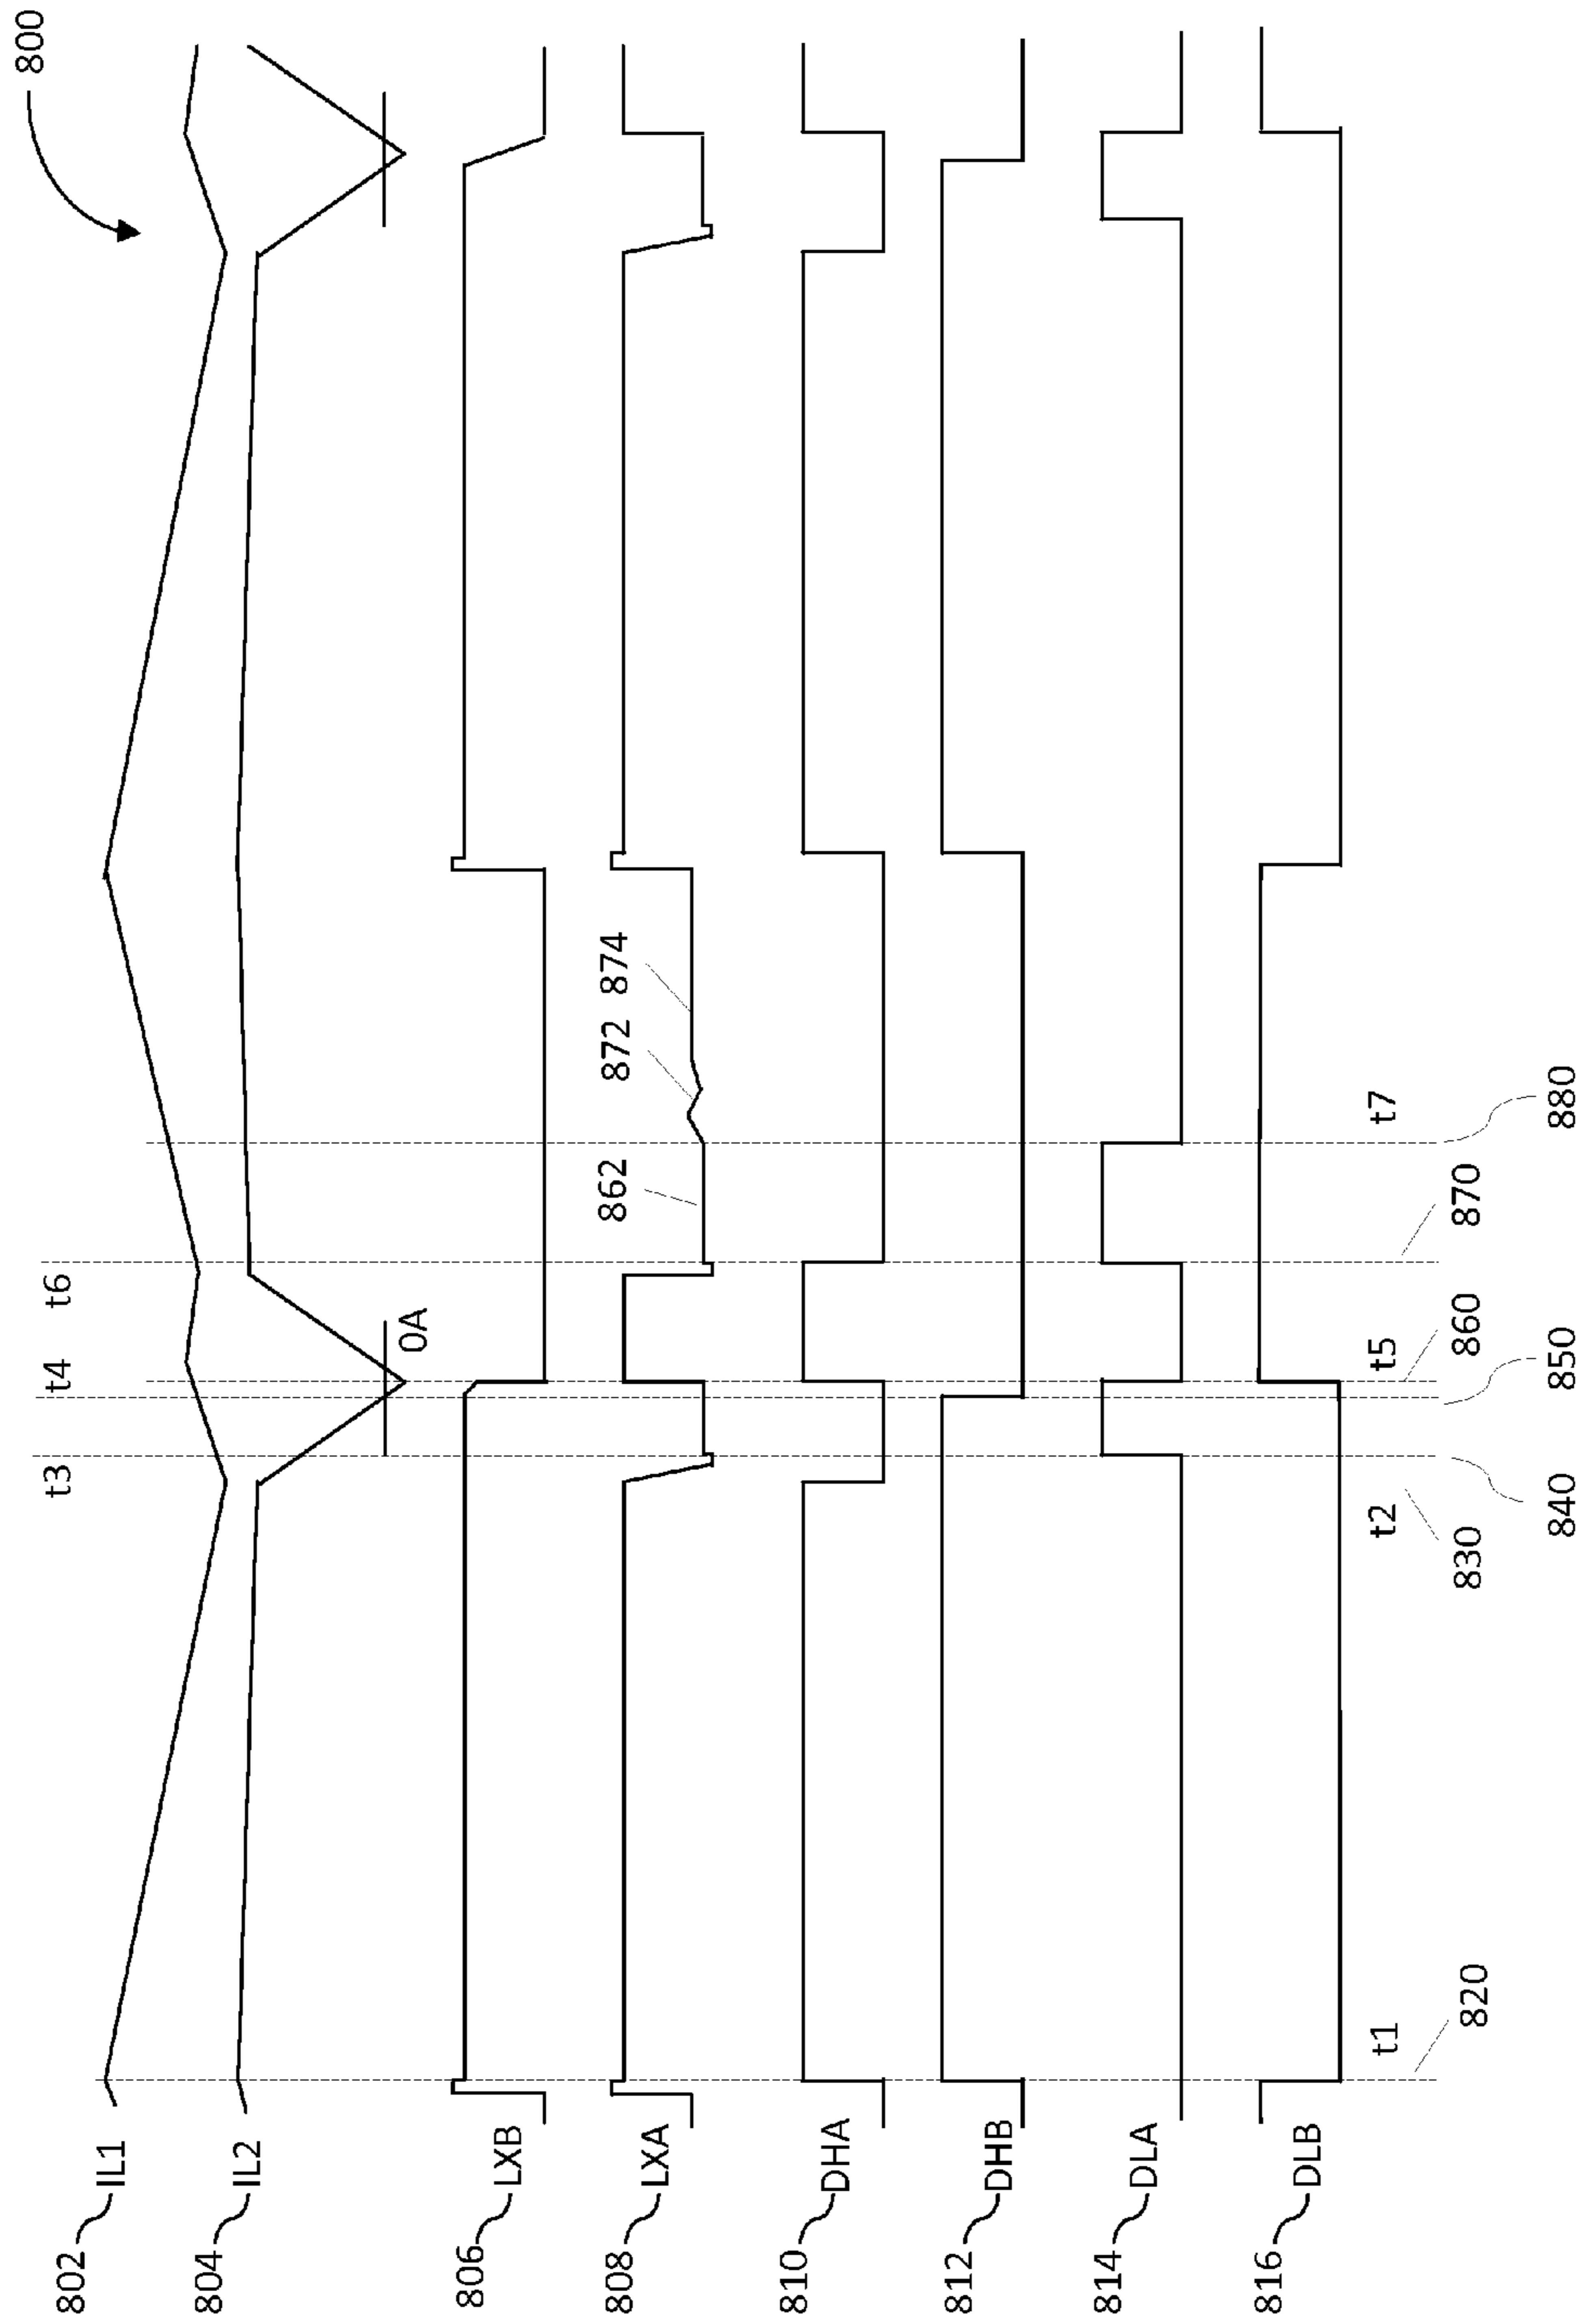 800
802 IL1
804 IL2
806 LXB
808 LXA
810 DHA
812 DHB
814 DLA
816 DLB
t3
t4
t6
0A
862
872
874
t1
t2
t5
t7
820
830
860
870
840
850
880